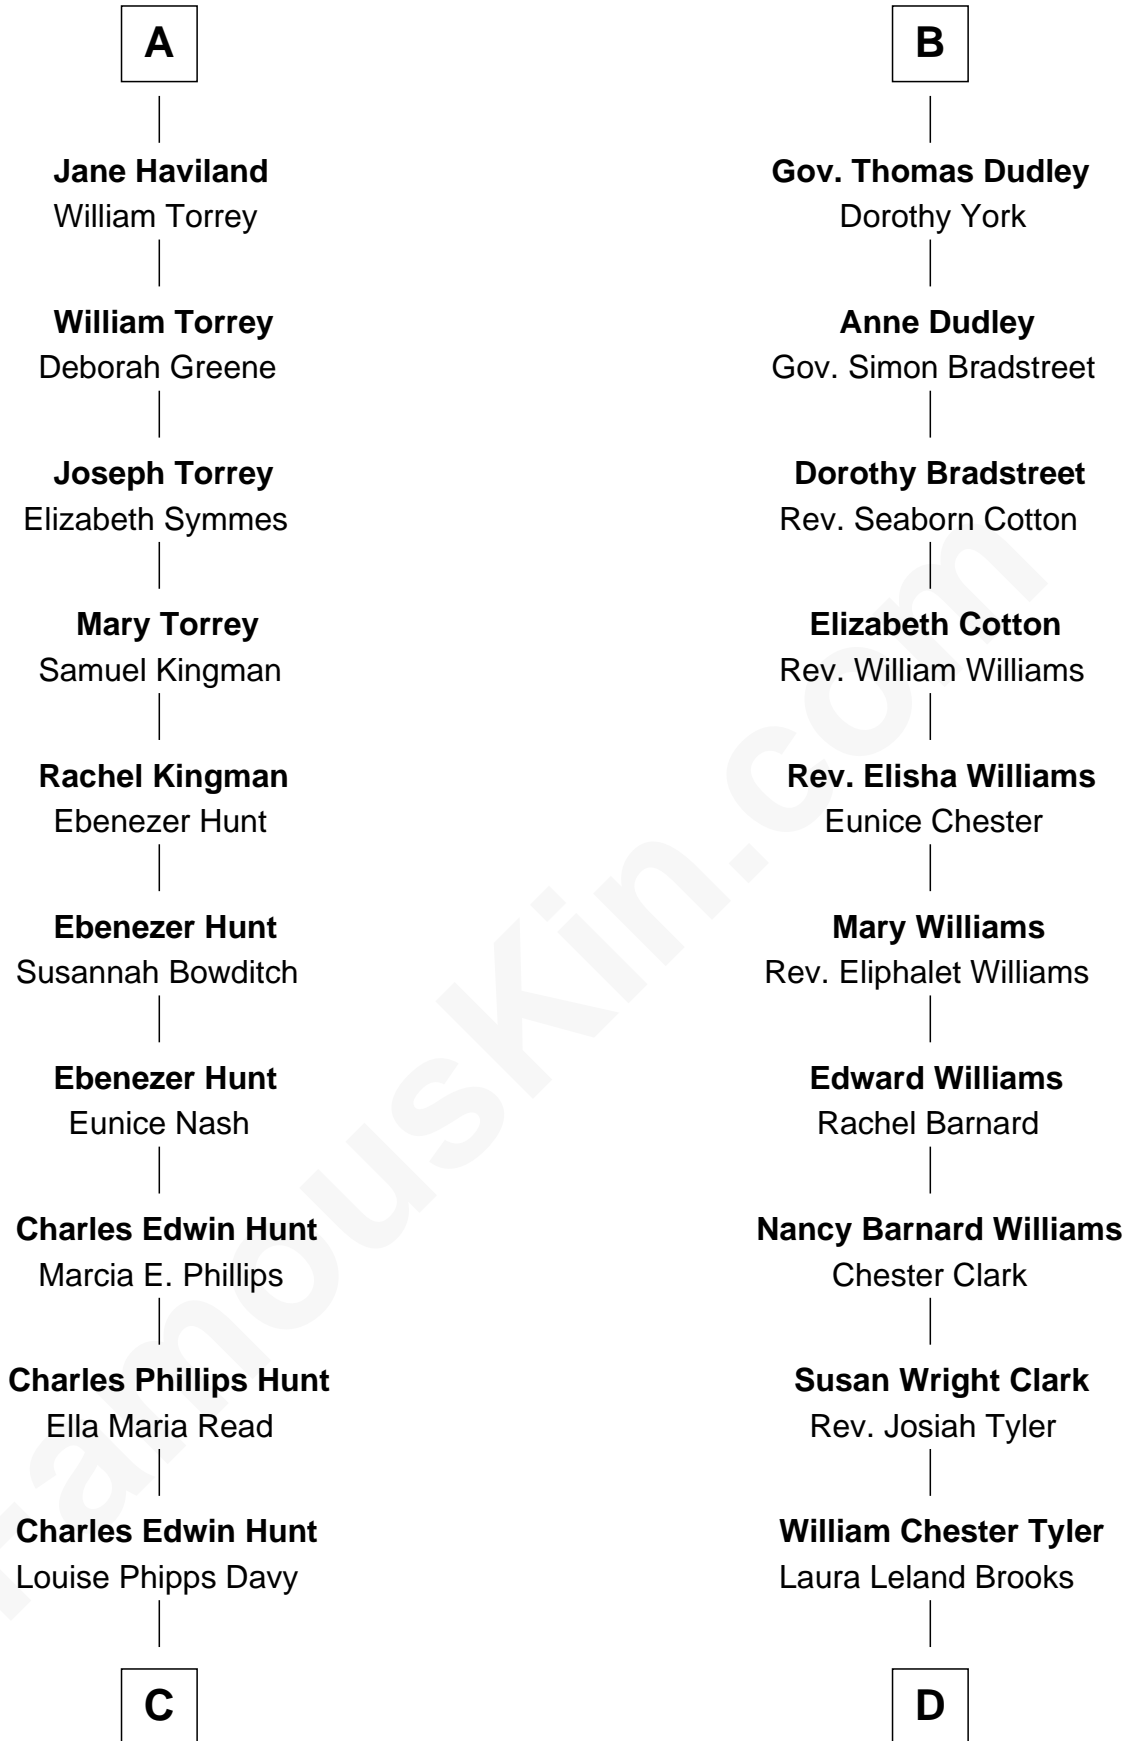 A
Jane Haviland
William Torrey
William Torrey
Deborah Greene
Joseph Torrey
Elizabeth Symmes
Mary Torrey
Samuel Kingman
Rachel Kingman
Ebenezer Hunt
Ebenezer Hunt
Susannah Bowditch
Ebenezer Hunt
Eunice Nash
Charles Edwin Hunt
Marcia E. Phillips
Charles Phillips Hunt
Ella Maria Read
Charles Edwin Hunt
Louise Phipps Davy
C
B
Gov. Thomas Dudley
Dorothy York
Anne Dudley
Gov. Simon Bradstreet
Dorothy Bradstreet
Rev. Seaborn Cotton
Elizabeth Cotton
Rev. William Williams
Rev. Elisha Williams
Eunice Chester
Mary Williams
Rev. Eliphalet Williams
Edward Williams
Rachel Barnard
Nancy Barnard Williams
Chester Clark
Susan Wright Clark
Rev. Josiah Tyler
William Chester Tyler
Laura Leland Brooks
D
FamousKin.com